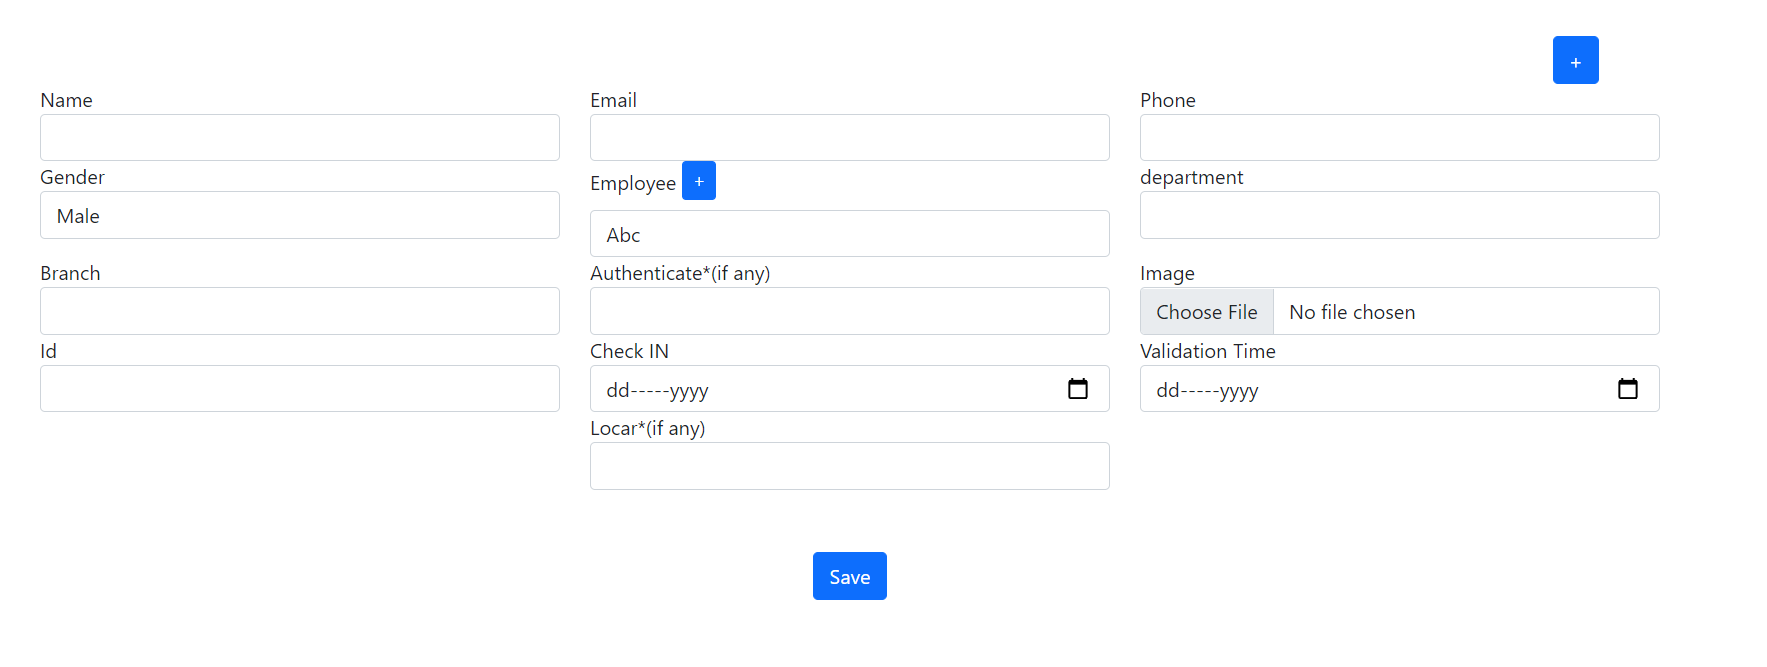 +
Name Email Phone
Gender Employee + department
Male Abc
Branch Authenticate*(if any) Image
Choose File No file chosen
Id Check IN Validation Time
dd-----yyyy dd-----yyyy
Locar*(if any)
Save